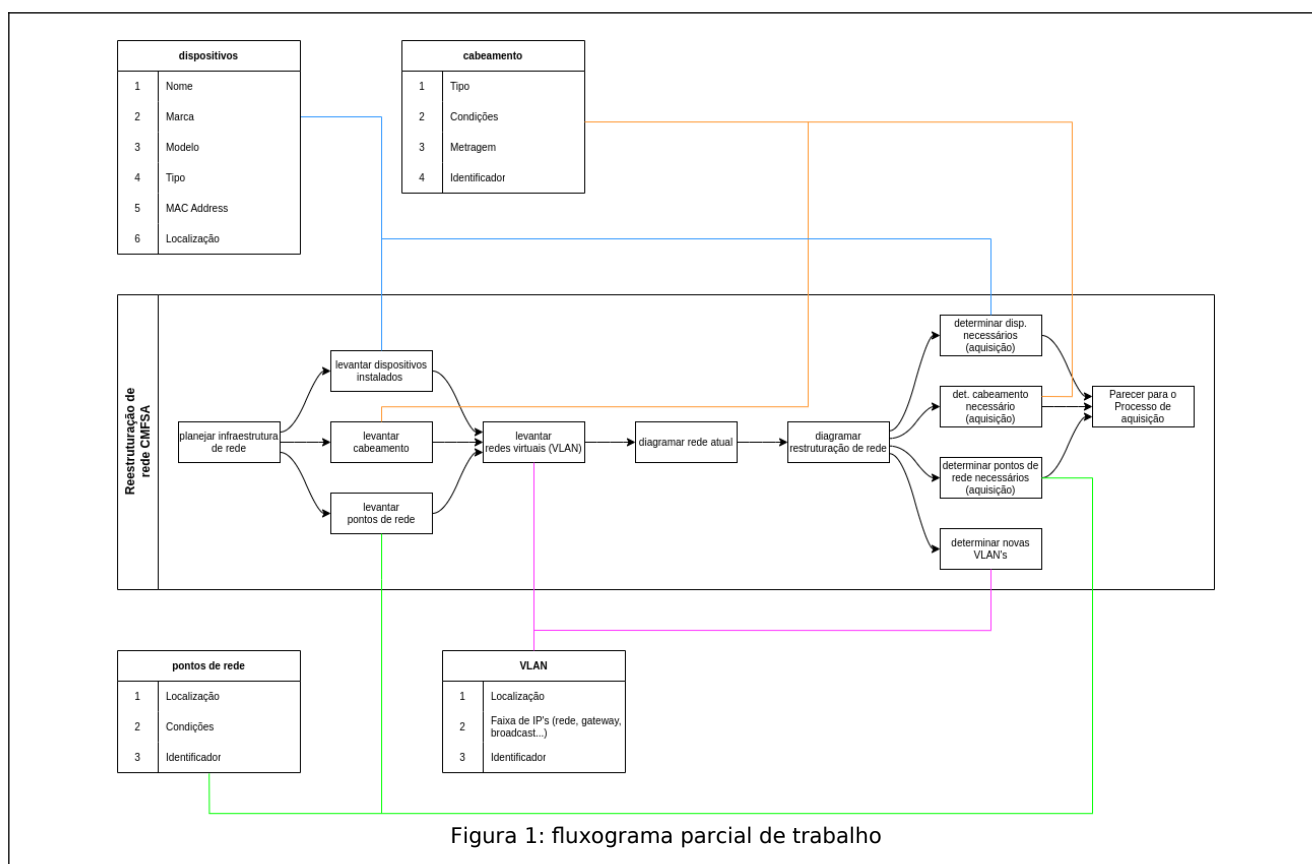 dispositivos
1 Nome
2 Marca
3 Modelo
4 Tipo
5 MAC Address
6 Localização
cabeamento
1 Tipo
2 Condições
3 Metragem
4 Identificador
Reestruturação de
rede CMFSA
planejar infraestrutura
de rede
levantar dispositivos
instalados
levantar
cabeamento
levantar
pontos de rede
levantar
redes virtuais (VLAN)
diagramar rede atual
diagramar
restruturação de rede
determinar disp.
necessários
(aquisição)
det. cabeamento
necessário
(aquisição)
determinar pontos de
rede necessários
(aquisição)
determinar novas
VLAN's
Parecer para o
Processo de
aquisição
pontos de rede
1 Localização
2 Condições
3 Identificador
VLAN
1 Localização
2 Faixa de IP's (rede, gateway,
broadcast...)
3 Identificador
Figura 1: fluxograma parcial de trabalho